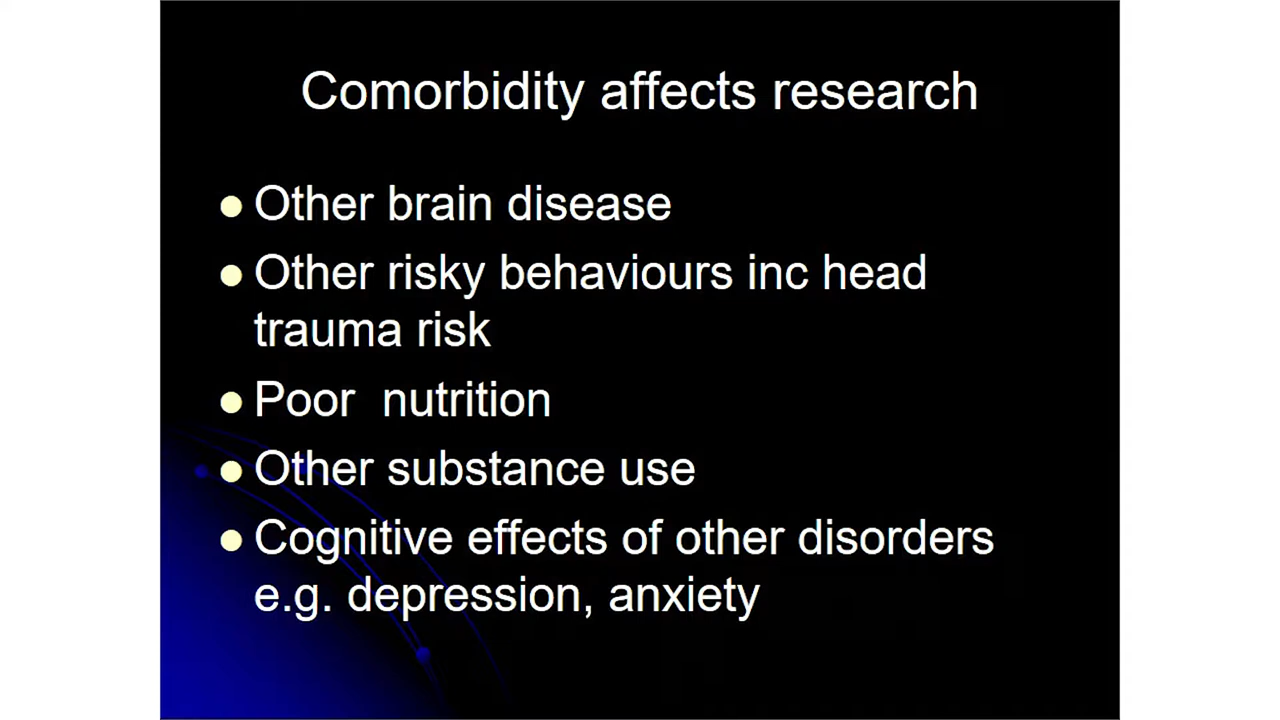 Comorbidity affects research
Other brain disease
Other risky behaviours inc head
trauma risk
Poor  nutrition
Other substance use
Cognitive effects of other disorders
e.g. depression, anxiety